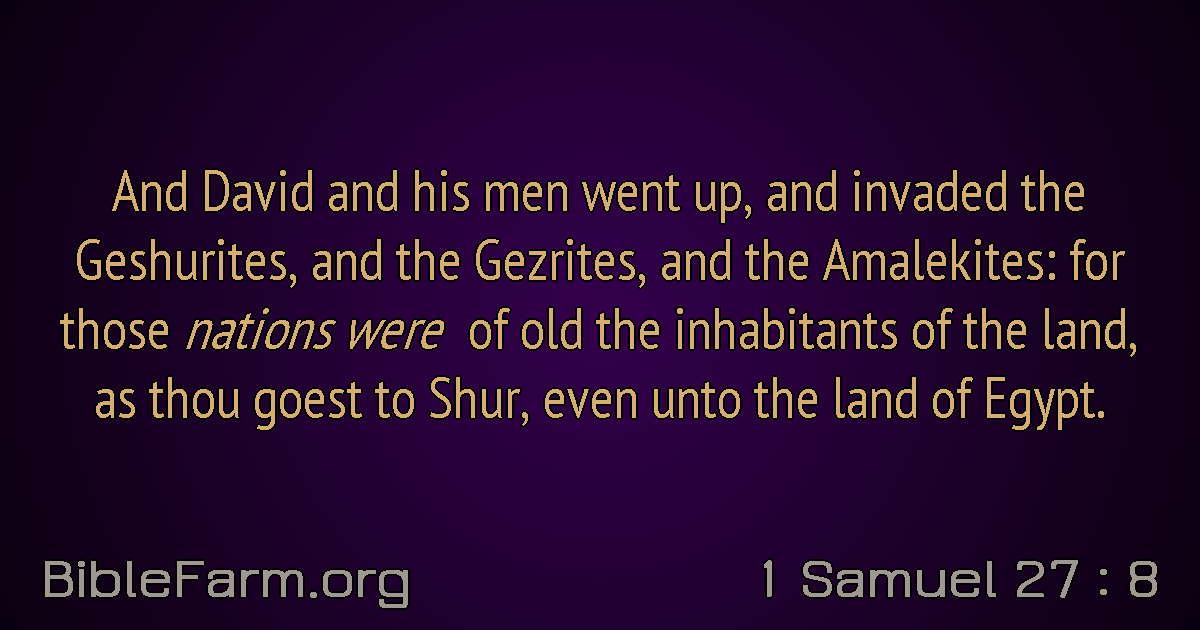 And David and his men went up, and invaded the
Geshurites, and the Gezrites, and the Amalekites: for
those nations were of old the inhabitants of the land,
as thou goest to Shur, even unto the land of Egypt.
BibleFarm.org
1 Samuel 27 : 8